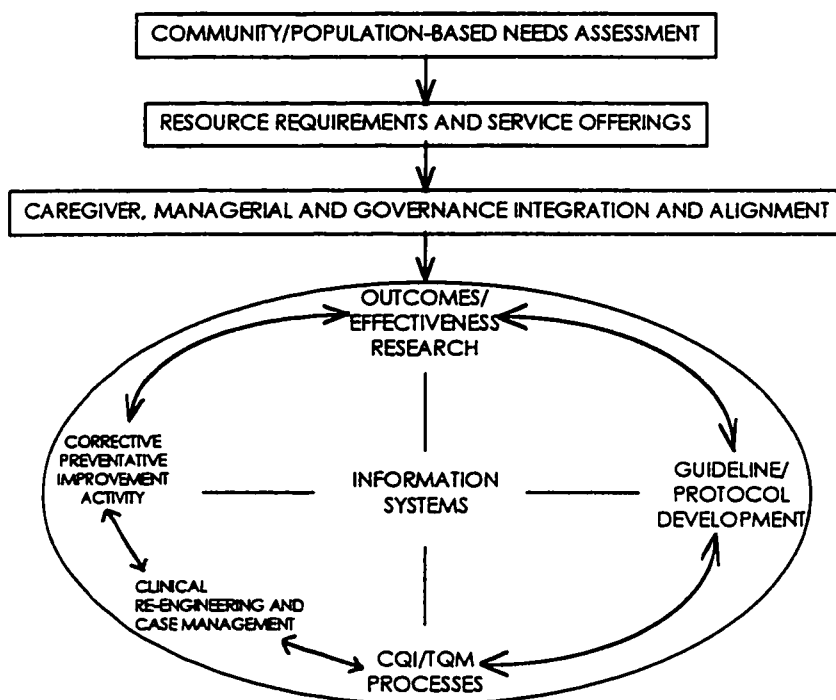 COMMUNITY/POPULATION-BASED NEEDS ASSESSMENT
RESOURCE REQUIREMENTS AND SERVICE OFFERINGS
CAREGIVER, MANAGERIAL AND GOVERNANCE INTEGRATION AND ALIGNMENT
OUTCOMES/
EFFECTIVENESS
RESEARCH
CORRECTIVE
PREVENTATIVE
IMPROVEMENT
ACTIVITY
INFORMATION
SYSTEMS
GUIDELINE/
PROTOCOL
DEVELOPMENT
CLINICAL
RE-ENGINEERING AND
CASE MANAGEMENT
CQI/TQM
PROCESSES